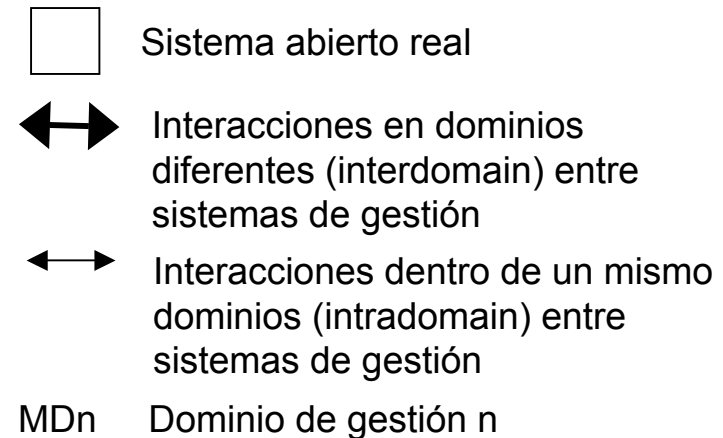 Sistema abierto real
Interacciones en dominios
diferentes (interdomain) entre
sistemas de gestión
Interacciones dentro de un mismo
dominios (intradomain) entre
sistemas de gestión
MDn Dominio de gestión n